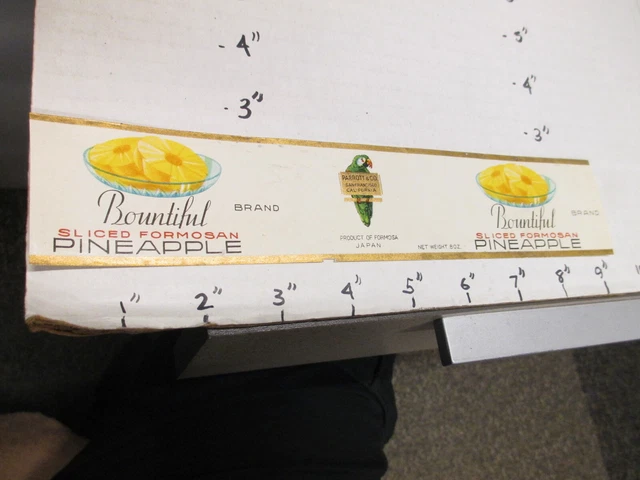 4"
3"
5"
4"
3"
Bountiful
BRAND
SLICED FORMOSAN
PINEAPPLE
PARROTT & CO.
SAN FRANCISCO
CALIFORNIA
PRODUCT OF FORMOSA
JAPAN
NET WEIGHT 8OZ.
Bountiful
BRAND
SLICED FORMOSAN
PINEAPPLE
1" 2" 3" 4" 5" 6" 7" 8" 9"